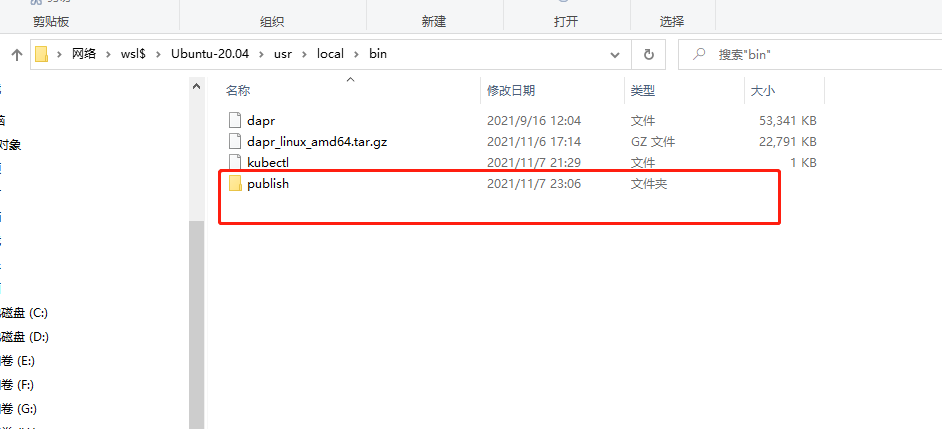 剪贴板 组织 新建 打开 选择
网络 › wsl$ › Ubuntu-20.04 › usr › local › bin 搜索"bin"
名称 修改日期 类型 大小
dapr 2021/9/16 12:04 文件 53,341 KB
dapr_linux_amd64.tar.gz 2021/11/6 17:14 GZ 文件 22,791 KB
kubectl 2021/11/7 21:29 文件 1 KB
publish 2021/11/7 23:06 文件夹
对象
磁盘 (C:)
磁盘 (D:)
卷 (E:)
卷 (F:)
卷 (G:)